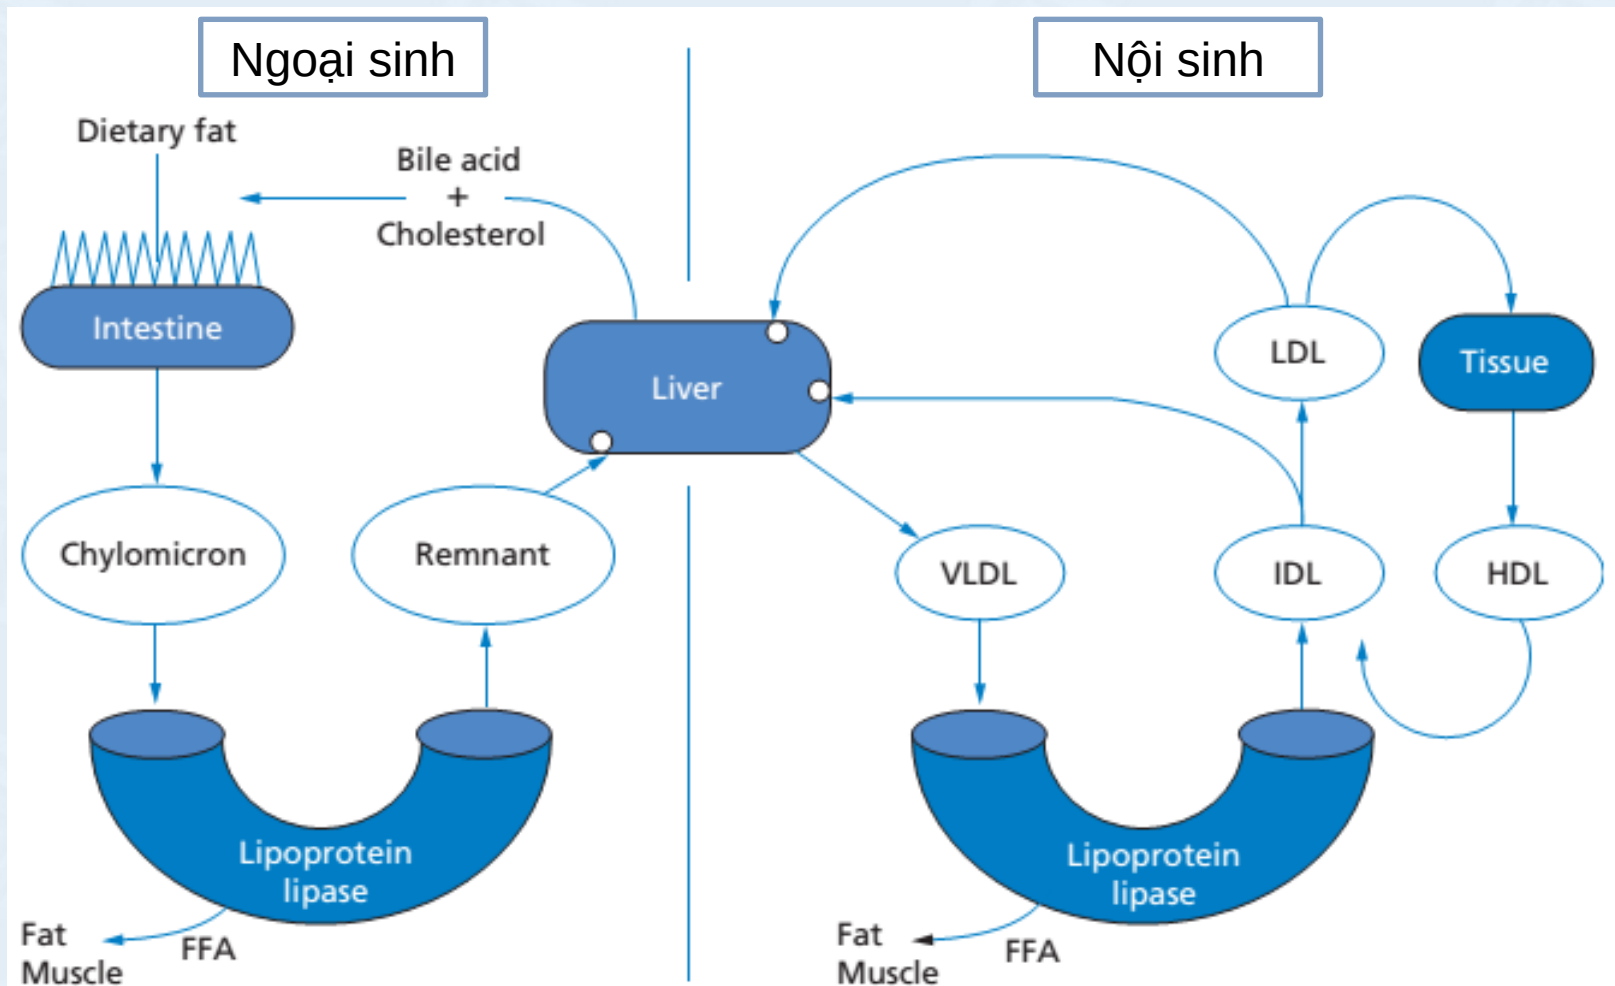 Ngoại sinh
Nội sinh
Dietary fat
Bile acid
+
Cholesterol
Intestine
Liver
LDL
Tissue
Chylomicron
Remnant
VLDL
IDL
HDL
Lipoprotein
lipase
Lipoprotein
lipase
Fat
Muscle
FFA
Fat
Muscle
FFA